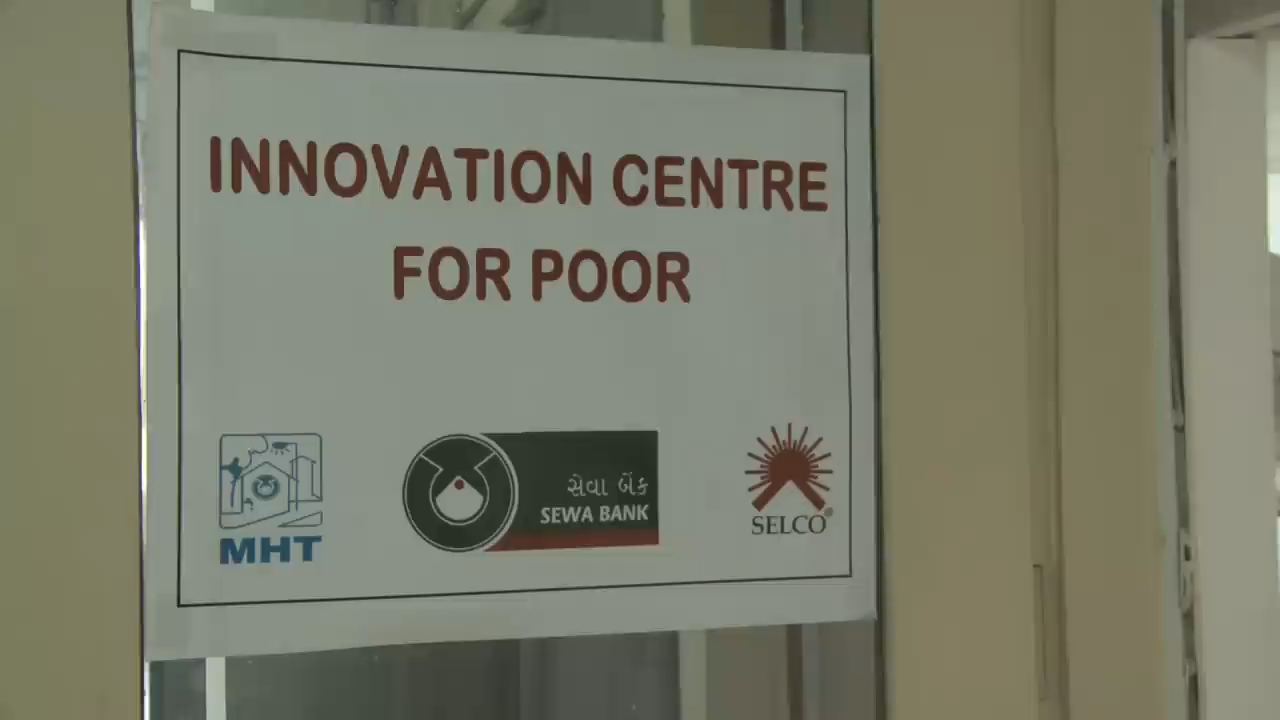 INNOVATION CENTRE
FOR POOR
MHT
સેવા બેંક
SEWA BANK
SELCO®